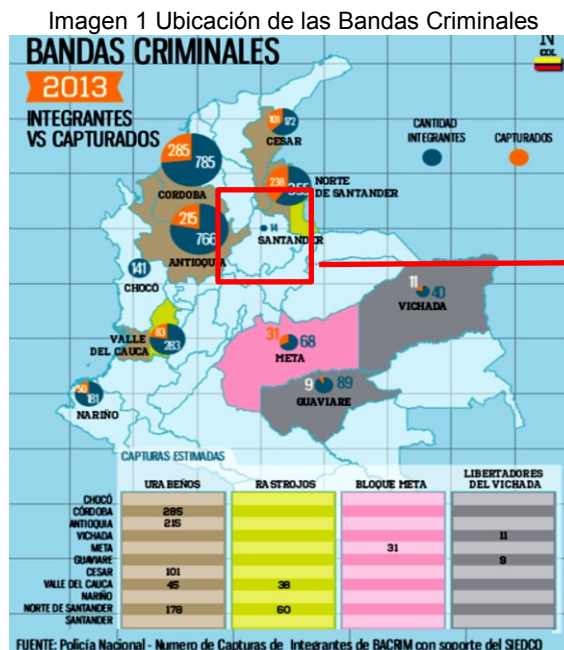 Imagen 1 Ubicación de las Bandas Criminales
BANDAS CRIMINALES
2013
INTEGRANTES
VS CAPTURADOS
N
COL
CANTIDAD
INTEGRANTES
CAPTURADOS
101 172
CESAR
285 785
CORDOBA
238 355
NORTE
DE SANTANDER
215 766
ANTIOQUIA
14
SANTANDER
141
CHOCÓ
11 40
VICHADA
83 283
VALLE
DEL CAUCA
31 68
META
9 89
GUAVIARE
50 181
NARIÑO
CAPTURAS ESTIMADAS
URABEÑOS RASTROJOS BLOQUE META LIBERTADORES
DEL VICHADA
CHOCÓ
CÓRDOBA 285
ANTIOQUIA 215
VICHADA 11
META 31
GUAVIARE 9
CESAR 101
VALLE DEL CAUCA 45 38
NARIÑO
NORTE DE SANTANDER 178 60
SANTANDER
FUENTE: Policía Nacional - Numero de Capturas de Integrantes de BACRIM con soporte del SIEDCO